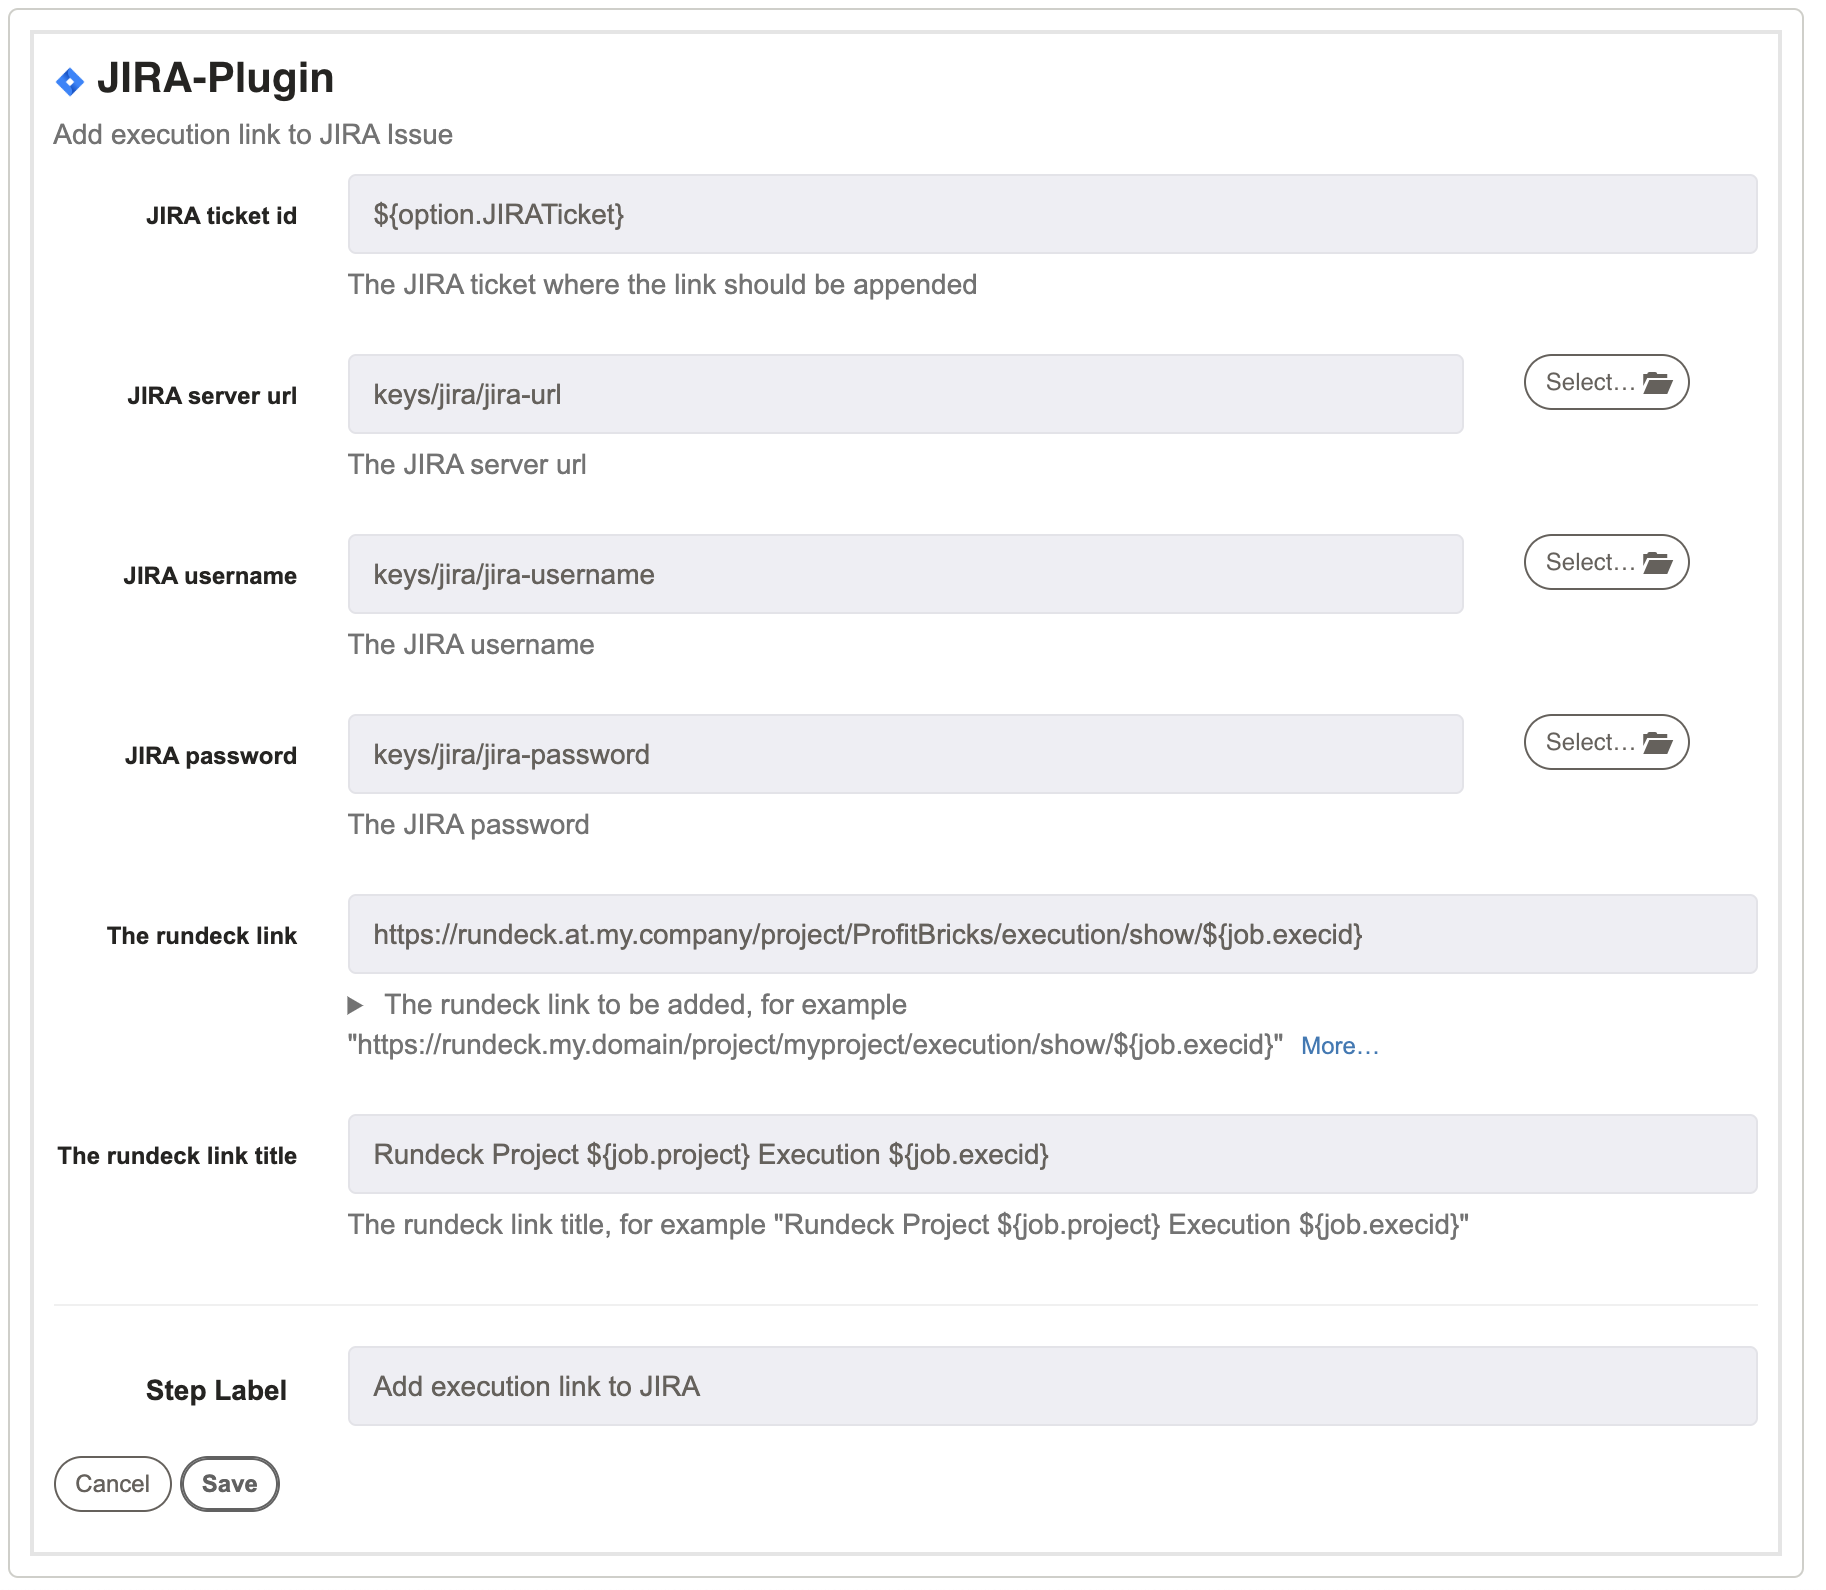 JIRA-Plugin
Add execution link to JIRA Issue
JIRA ticket id
${option.JIRATicket}
The JIRA ticket where the link should be appended
JIRA server url
keys/jira/jira-url
Select...
The JIRA server url
JIRA username
keys/jira/jira-username
Select...
The JIRA username
JIRA password
keys/jira/jira-password
Select...
The JIRA password
The rundeck link
https://rundeck.at.my.company/project/ProfitBricks/execution/show/${job.execid}
The rundeck link to be added, for example
"https://rundeck.my.domain/project/myproject/execution/show/${job.execid}" More...
The rundeck link title
Rundeck Project ${job.project} Execution ${job.execid}
The rundeck link title, for example "Rundeck Project ${job.project} Execution ${job.execid}"
Step Label
Add execution link to JIRA
Cancel Save